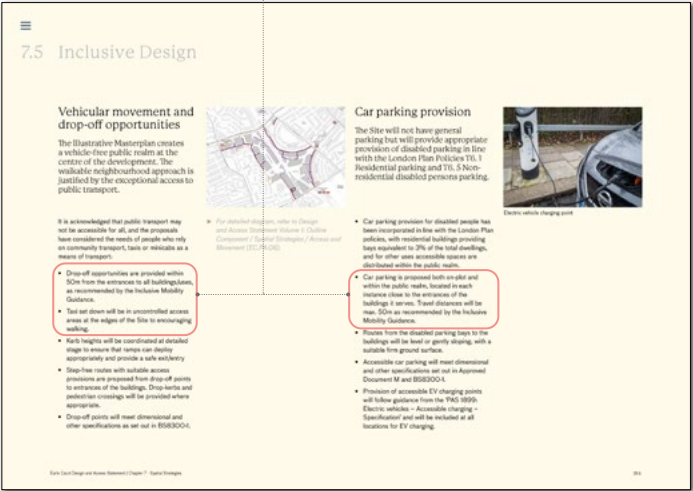 7.5 Inclusive Design
Vehicular movement and
drop-off opportunities
The Illustrative Masterplan creates
a vehicle-free public realm at the
centre of the development. The
walkable neighbourhood approach is
justified by the exceptional access to
public transport.
It is acknowledged that public transport may
not be accessible for all, and the proposals
have considered the needs of people who rely
on community transport, taxis or minicabs as a
means of transport:
• Drop-off opportunities are provided within
50m from the entrances to all buildings/uses,
as recommended by the Inclusive Mobility
Guidance.
• Taxi set down will be in uncontrolled access
areas at the edges of the Site to encouraging
walking.
• Kerb heights will be coordinated at detailed
stage to ensure that ramps can deploy
appropriately and provide a safe exit/entry
• Step-free routes with suitable access
provisions are proposed from drop-off points
to entrances of the buildings. Drop-kerbs and
pedestrian crossings will be provided where
appropriate.
• Drop-off points will meet dimensional and
other specifications as set out in BS8300-1.
For detailed diagram, refer to Design
and Access Statement Volume 1: Outline
Component / Spatial Strategies / Access and
Movement
Car parking provision
The Site will not have general
parking but will provide appropriate
provision of disabled parking in line
with the London Plan Policies T6. 1
Residential parking and T6. 5 Non-
residential disabled persons parking.
• Car parking provision for disabled people has
been incorporated in line with the London Plan
policies, with residential buildings providing
bays equivalent to 3% of the total dwellings,
and for other uses accessible spaces are
distributed within the public realm.
• Car parking is proposed both on-plot and
within the public realm, located in each
instance close to the entrances of the
buildings it serves. Travel distances will be
max. 50m as recommended by the Inclusive
Mobility Guidance.
• Routes from the disabled parking bays to the
buildings will be level or gently sloping, with a
suitable firm ground surface.
• Accessible car parking will meet dimensional
and other specifications set out in Approved
Document M and BS8300-1.
• Provision of accessible EV charging points
will follow guidance from the 'PAS 1899:
Electric vehicles – Accessible charging –
Specification' and will be included at all
locations for EV charging.
Electric vehicle charging point
Earls Court Design and Access Statement | Chapter 7 - Spatial Strategies